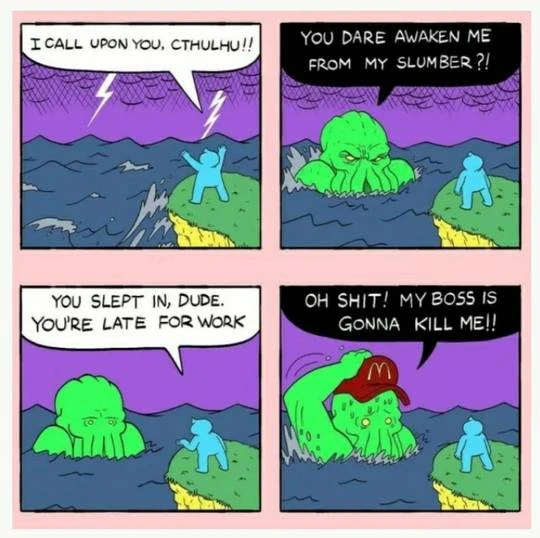 I CALL UPON YOU, CTHULHU!!
YOU DARE AWAKEN ME
FROM MY SLUMBER?!
YOU SLEPT IN, DUDE.
YOU'RE LATE FOR WORK
OH SHIT! MY BOSS IS
GONNA KILL ME!!
M